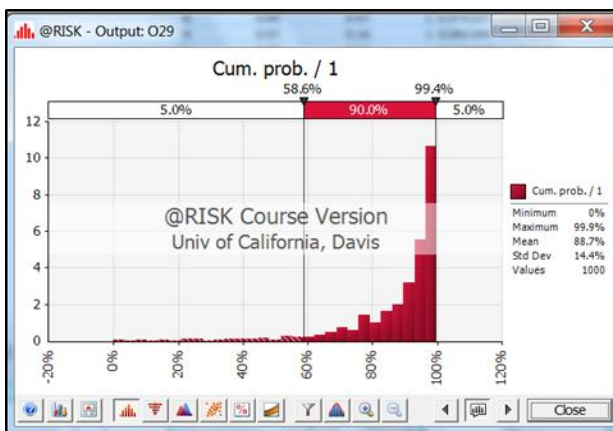 @RISK - Output: O29
Cum. prob. / 1
58.6% 99.4%
5.0% 90.0% 5.0%
12
10
8
6
4
2
0
-20% 0% 20% 40% 60% 80% 100% 120%
@RISK Course Version
Univ of California, Davis
Cum. prob. / 1
Minimum 0%
Maximum 99.9%
Mean 88.7%
Std Dev 14.4%
Values 1000
Close